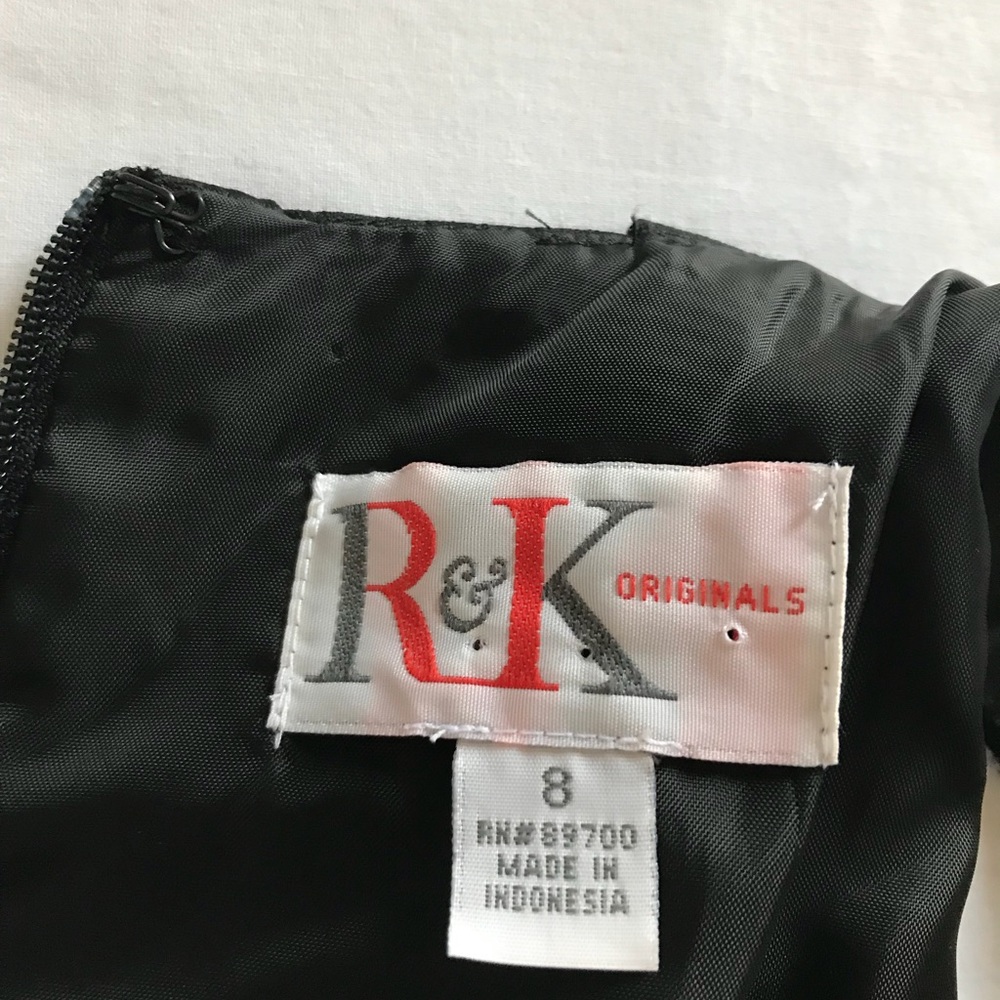 R&K ORIGINALS
8
RN#89700
MADE IN
INDONESIA